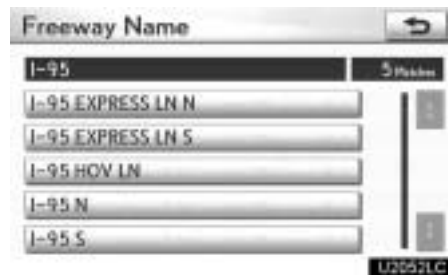 Freeway Name
I-95 5 Matches
I-95 EXPRESS LN N
I-95 EXPRESS LN S
I-95 HOV LN
I-95 N
I-95 S
U2052LC